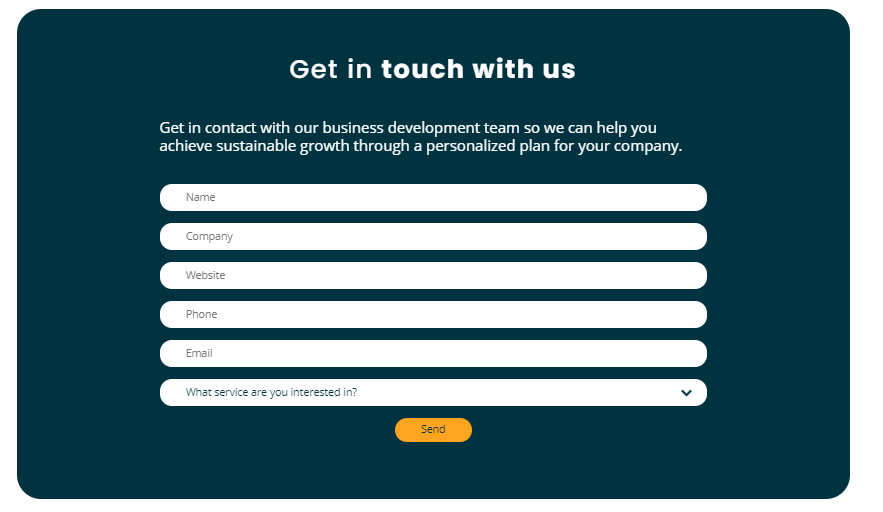 Get in touch with us
Get in contact with our business development team so we can help you
achieve sustainable growth through a personalized plan for your company.
Name
Company
Website
Phone
Email
What service are you interested in?
Send